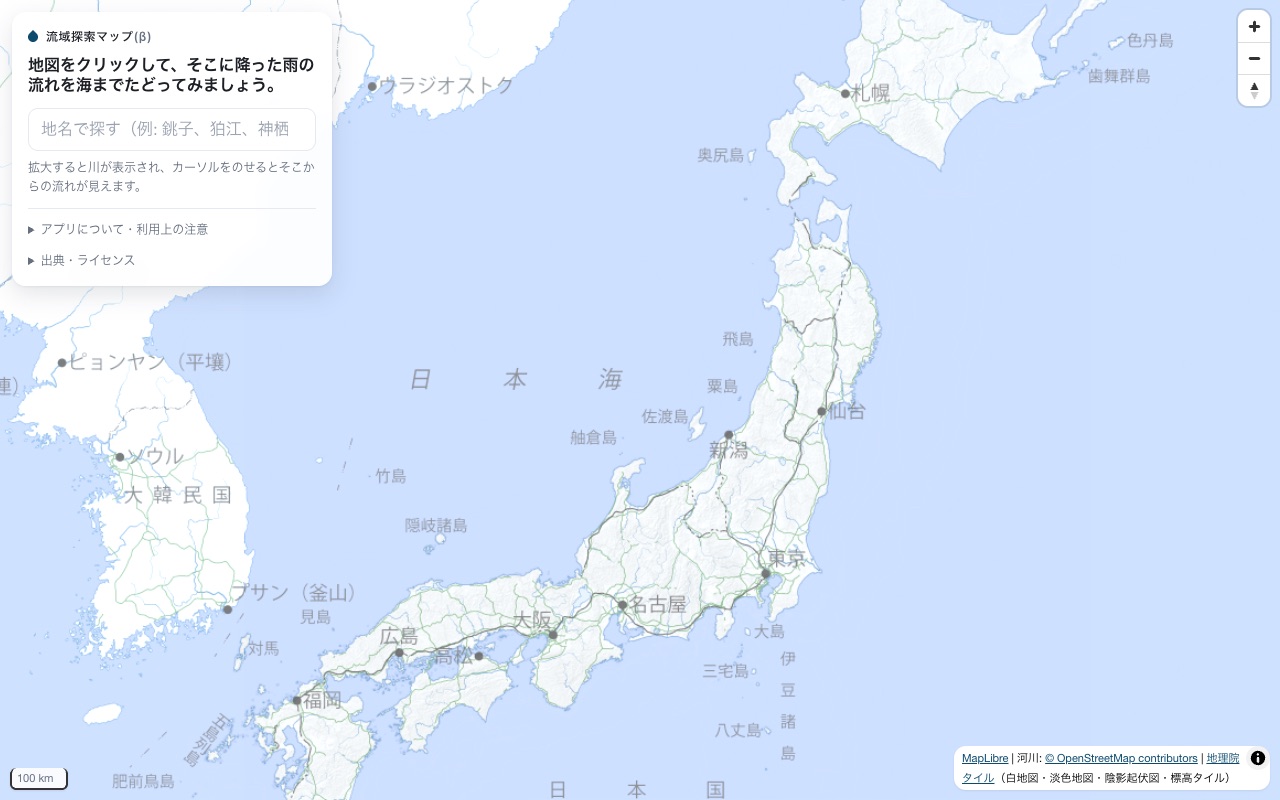 流域探索マップ(β)
地図をクリックして、そこに降った雨の
流れを海までたどってみましょう。
地名で探す（例: 銚子、狛江、神栖
拡大すると川が表示され、カーソルをのせるとそこか
らの流れが見えます。
アプリについて・利用上の注意
出典・ライセンス
ウラジオストク
色丹島
歯舞群島
札幌
奥尻島
飛島
ピョンヤン（平壌）
連）
日本海
粟島
佐渡島
仙台
舳倉島
新潟
ソウル
竹島
大韓民国
隠岐諸島
東京
プサン（釜山）
見島
名古屋
大阪
広島
大島
対馬
高松
三宅島
伊豆諸島
福岡
五島列島
八丈島
肥前鳥島
日本国
100 km
MapLibre | 河川: © OpenStreetMap contributors | 地理院
タイル（白地図・淡色地図・陰影起伏図・標高タイル）